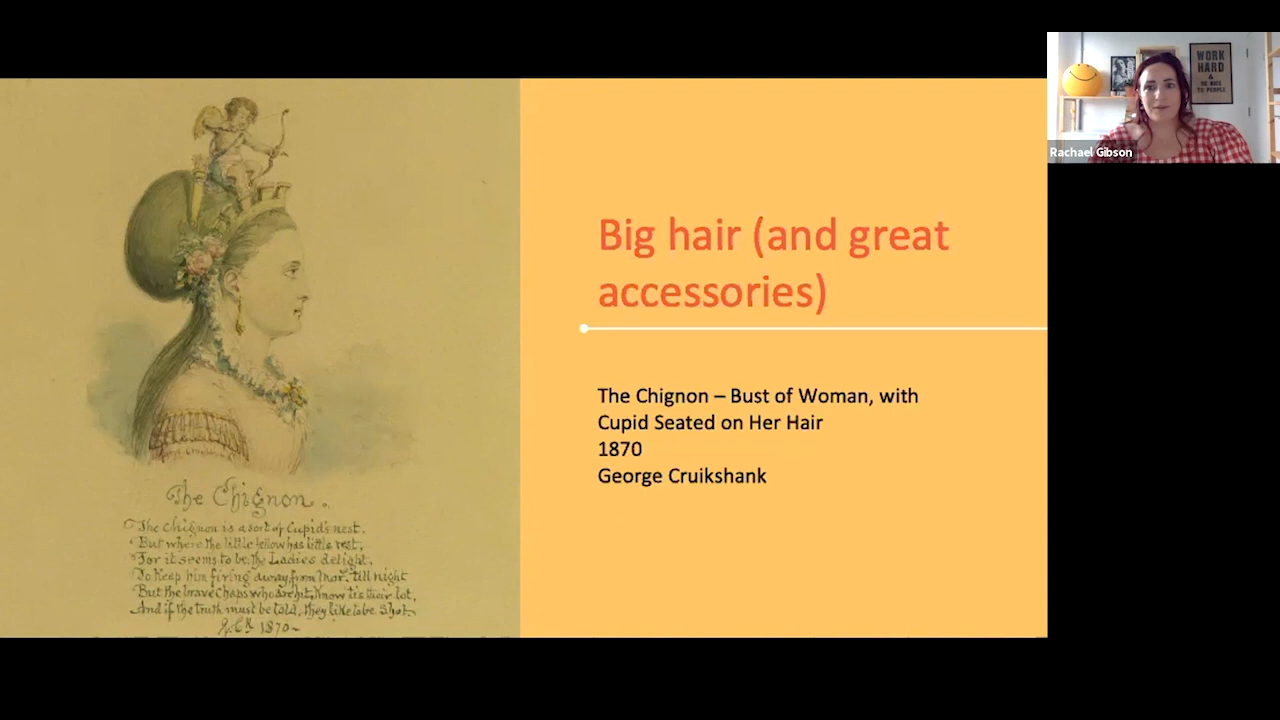 Big hair (and great
accessories)
The Chignon – Bust of Woman, with
Cupid Seated on Her Hair
1870
George Cruikshank
The Chignon.
The Chignon is a sort of Cupid's nest.
But where the little fellow has little rest,
For it seems to be, the Ladies delight,
To Keep him firing away, from Mor. till night
But the brave Chaps who are hit, Know 'tis their lot,
And if the truth must be told, they like to be Shot.
1870
WORK
HARD
&
BE NICE
TO PEOPLE
Rachael Gibson